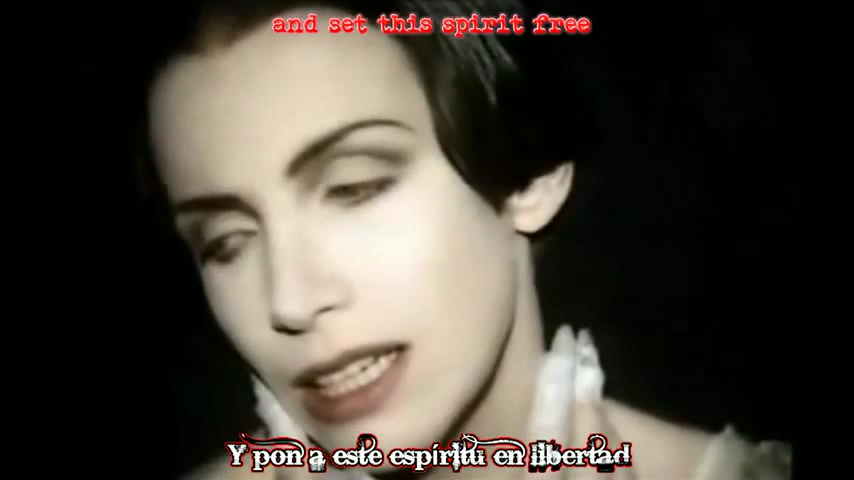 and set this spirit free
Y pon a este espíritu en libertad